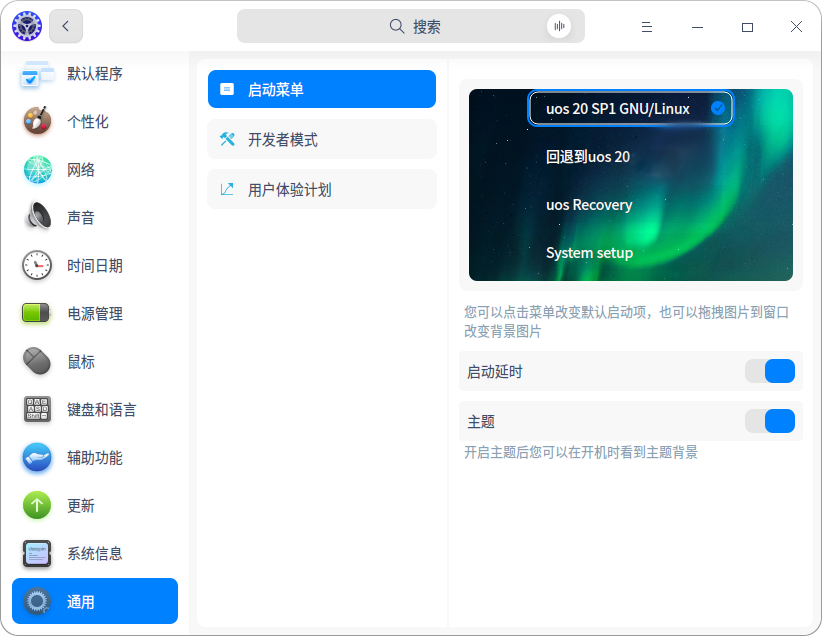 搜索
默认程序
个性化
网络
声音
时间日期
电源管理
鼠标
键盘和语言
辅助功能
更新
系统信息
通用
启动菜单
开发者模式
用户体验计划
uos 20 SP1 GNU/Linux
回退到uos 20
uos Recovery
System setup
您可以点击菜单改变默认启动项，也可以拖拽图片到窗口
改变背景图片
启动延时
主题
开启主题后您可以在开机时看到主题背景